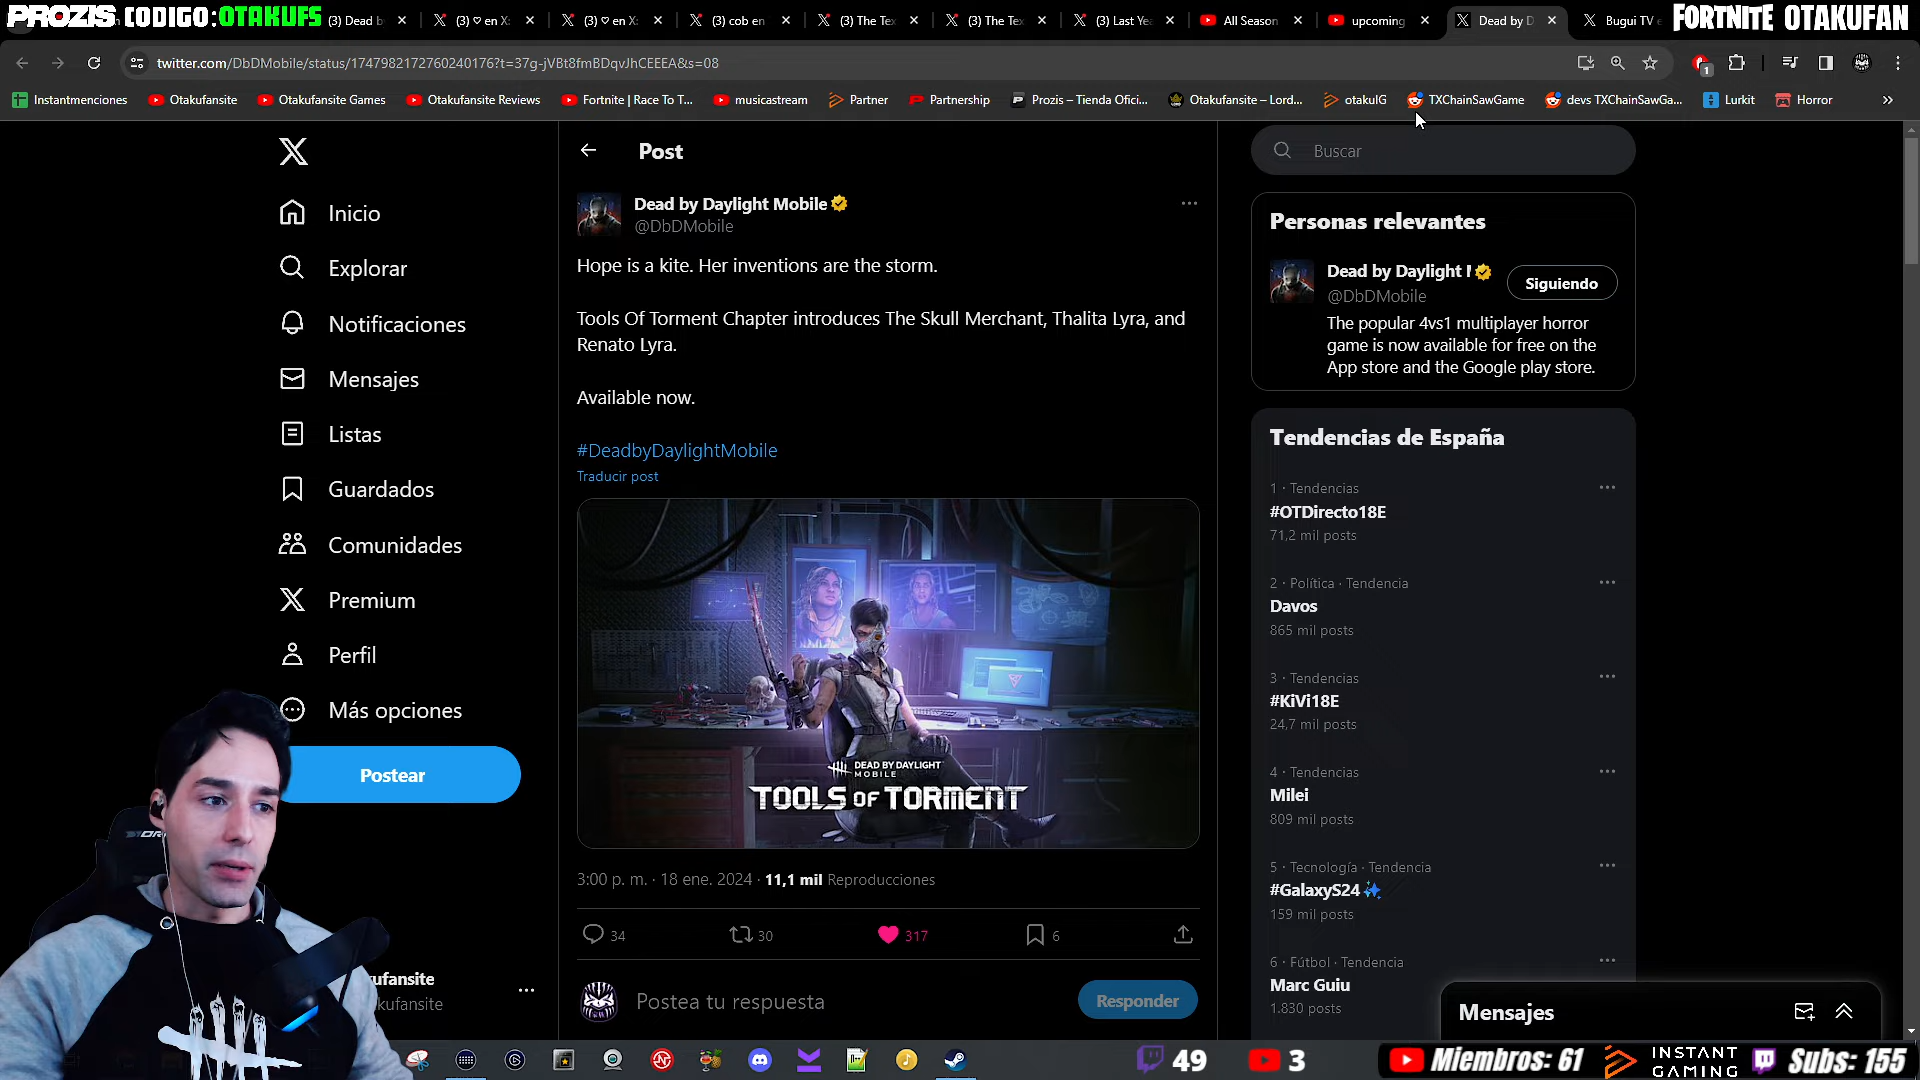 PROZIS CODIGO:OTAKUFS
(3) Dead b
(3) ♡ en X:
(3) ♡ en X:
(3) cob en
(3) The Tex
(3) The Tex
(3) Last Ye
All Season
upcoming
Dead by D
Bugui TV e
FORTNITE OTAKUFAN
twitter.com/DbDMobile/status/1747982172760240176?t=37g-jVBt8fmBDqvJhCEEEA&s=08
1
Instantmenciones
Otakufansite
Otakufansite Games
Otakufansite Reviews
Fortnite | Race To T...
musicastream
Partner
Partnership
Prozis – Tienda Ofici...
Otakufansite – Lord...
otakuIG
TXChainSawGame
devs TXChainSawGa...
Lurkit
Horror
Inicio
Explorar
Notificaciones
Mensajes
Listas
Guardados
Comunidades
Premium
Perfil
Más opciones
Postear
ufansite
kufansite
Post
Dead by Daylight Mobile
@DbDMobile
Hope is a kite. Her inventions are the storm.
Tools Of Torment Chapter introduces The Skull Merchant, Thalita Lyra, and
Renato Lyra.
Available now.
#DeadbyDaylightMobile
Traducir post
DEAD BY DAYLIGHT
MOBILE
TOOLS OF TORMENT
3:00 p. m. · 18 ene. 2024 · 11,1 mil Reproducciones
34
30
317
6
Postea tu respuesta
Responder
Buscar
Personas relevantes
Dead by Daylight M
@DbDMobile
Siguiendo
The popular 4vs1 multiplayer horror
game is now available for free on the
App store and the Google play store.
Tendencias de España
1 · Tendencias
#OTDirecto18E
71,2 mil posts
2 · Política · Tendencia
Davos
865 mil posts
3 · Tendencias
#KiVi18E
24,7 mil posts
4 · Tendencias
Milei
809 mil posts
5 · Tecnología · Tendencia
#GalaxyS24
159 mil posts
6 · Fútbol · Tendencia
Marc Guiu
1.830 posts
Mensajes
49
3
Miembros: 61
INSTANT
GAMING
Subs: 155